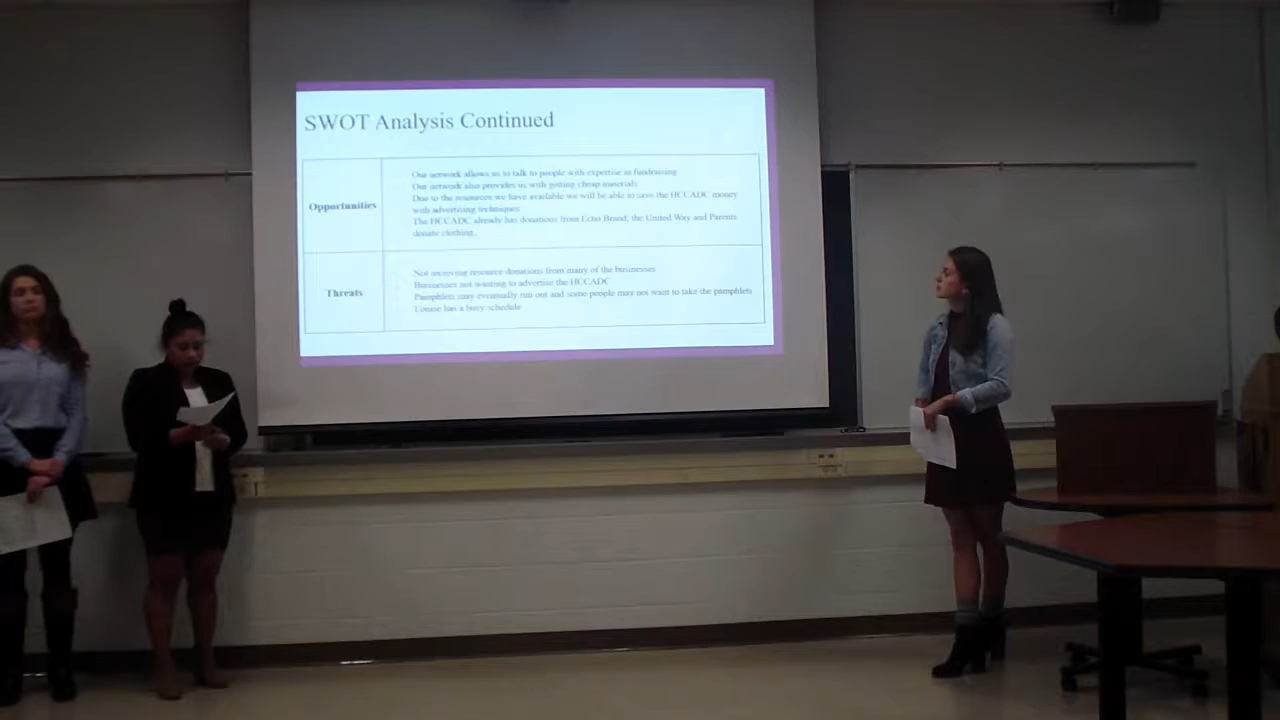 SWOT Analysis Continued
Opportunities
Our network allows us to talk to people with expertise in fundraising
Our network also provides us with getting cheap materials
Due to the resources we have available we will be able to save the HCCADC money
with advertising techniques
The HCCADC already has donations from Echo Brand, the United Way and Parents
donate clothing.
Threats
Not receiving resource donations from many of the businesses
Businesses not wanting to advertise the HCCADC
Pamphlets may eventually run out and some people may not want to take the pamphlets
has a busy schedule